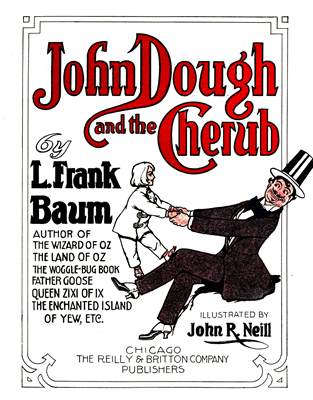 John Dough
and the Cherub
by
L. Frank
Baum
AUTHOR OF
THE WIZARD OF OZ
THE LAND OF OZ
THE WOGGLE-BUG BOOK
FATHER GOOSE
QUEEN ZIXI OF IX
THE ENCHANTED ISLAND
OF YEW, ETC.
ILLUSTRATED BY
John R. Neill
CHICAGO
THE REILLY & BRITTON COMPANY
PUBLISHERS